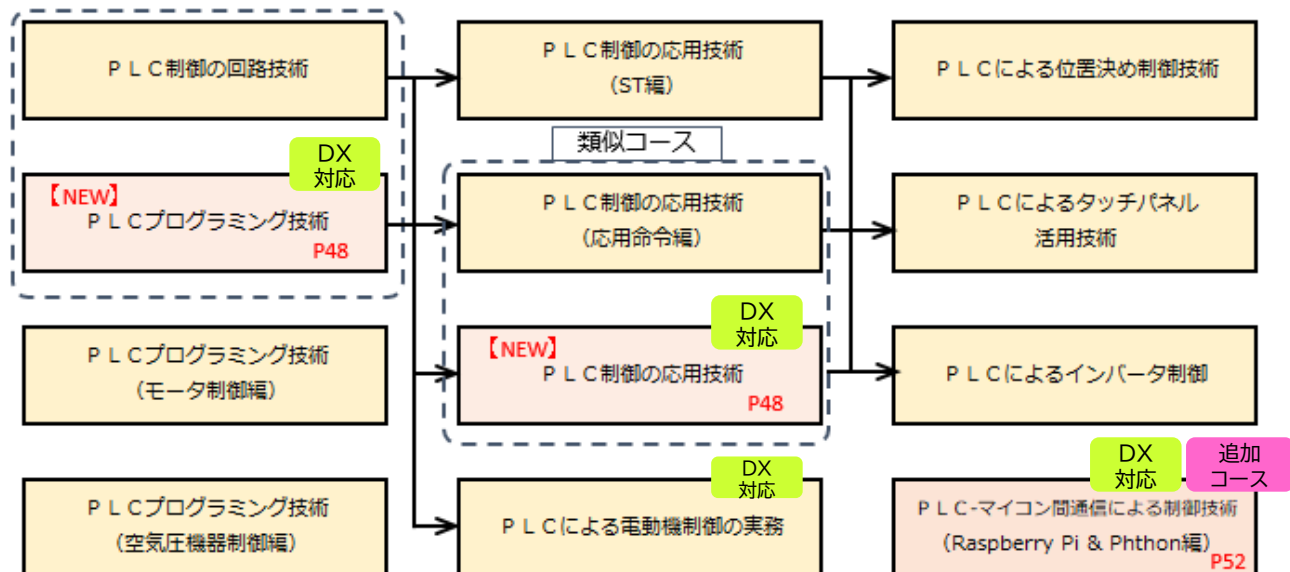 ＰＬＣ制御の回路技術
ＰＬＣ制御の応用技術
（ST編）
ＰＬＣによる位置決め制御技術
類似コース
DX
対応
【NEW】
ＰＬＣプログラミング技術
P48
ＰＬＣ制御の応用技術
（応用命令編）
ＰＬＣによるタッチパネル
活用技術
ＰＬＣプログラミング技術
（モータ制御編）
DX
対応
【NEW】
ＰＬＣ制御の応用技術
P48
ＰＬＣによるインバータ制御
ＰＬＣプログラミング技術
（空気圧機器制御編）
DX
対応
ＰＬＣによる電動機制御の実務
DX
対応
追加
コース
ＰＬＣ-マイコン間通信による制御技術
（Raspberry Pi & Phthon編）
P52